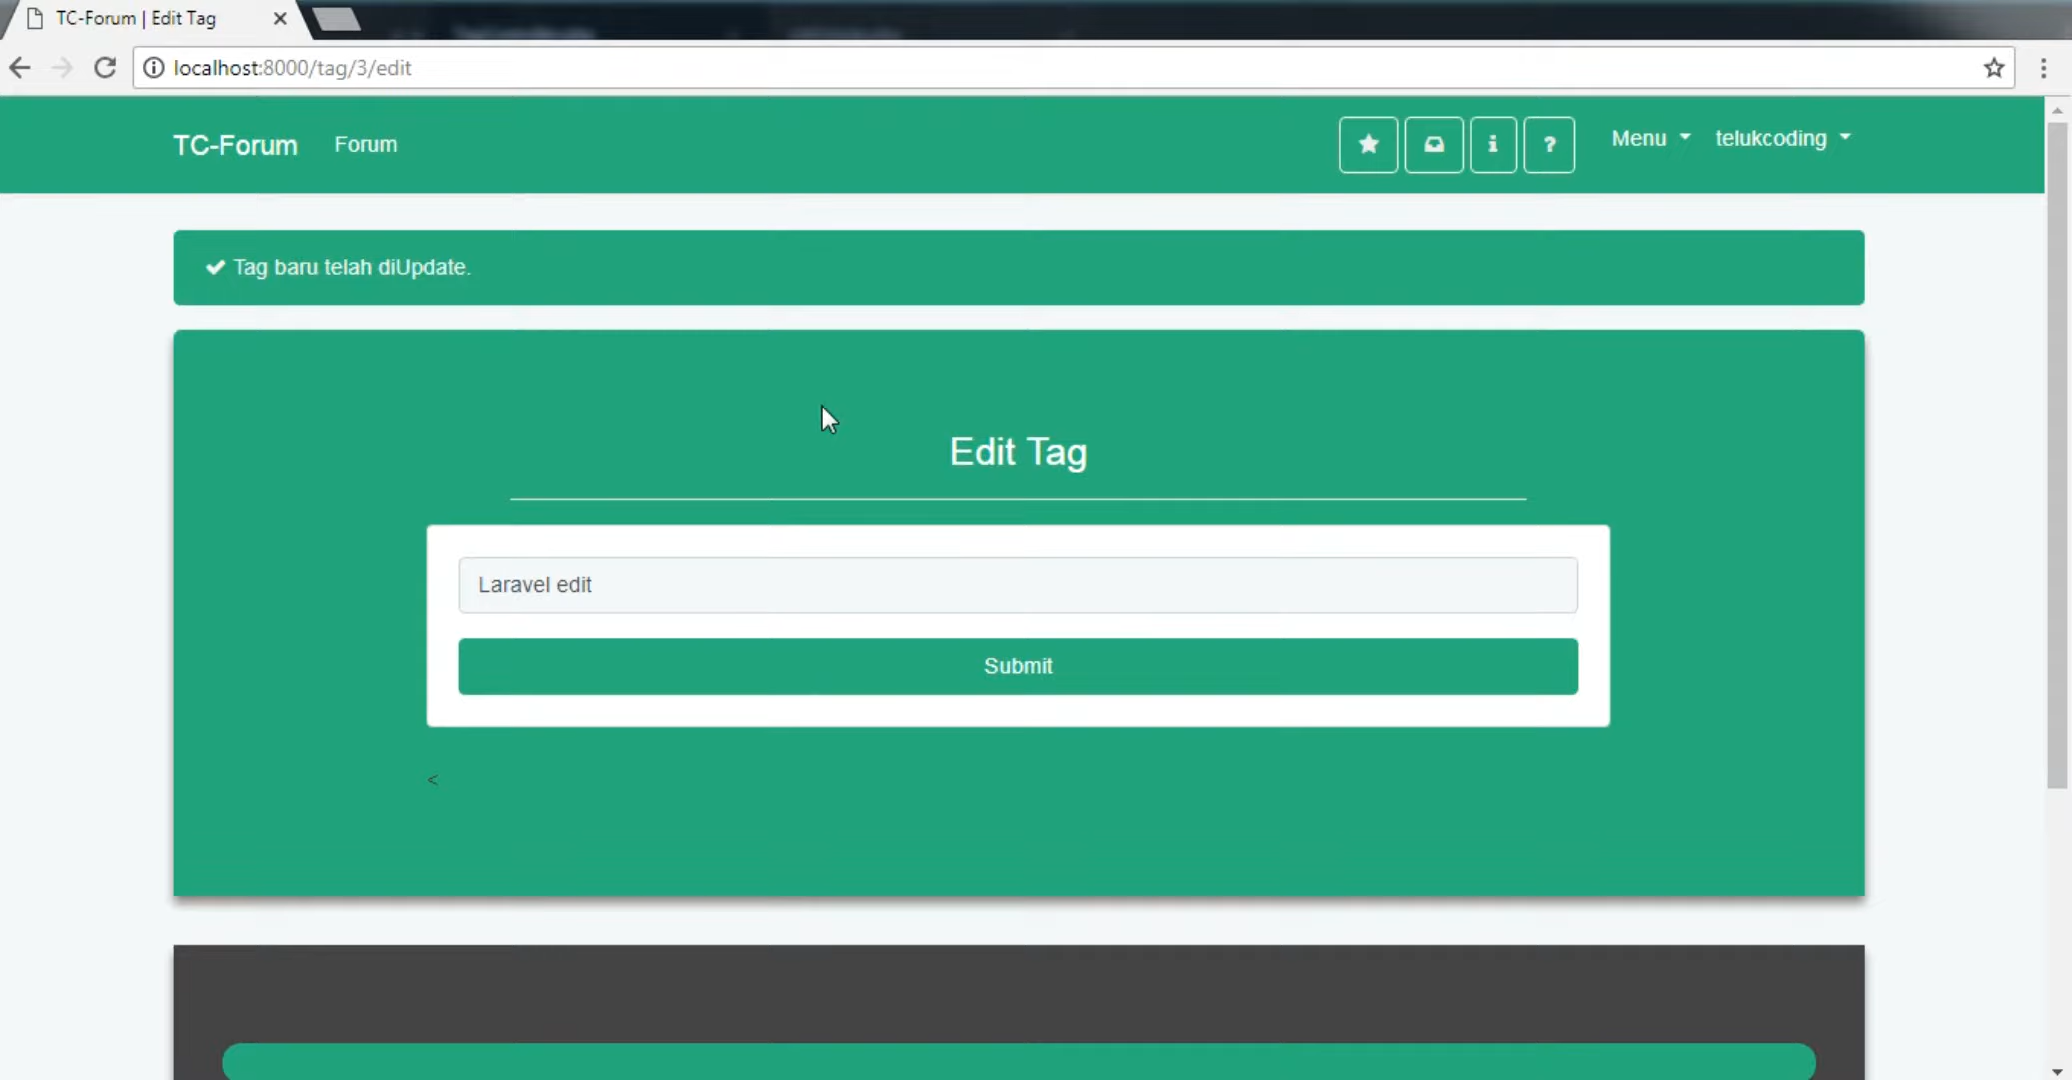 TC-Forum | Edit Tag
localhost:8000/tag/3/edit
TC-Forum Forum Menu telukcoding
Tag baru telah diUpdate.
Edit Tag
Laravel edit
Submit
<